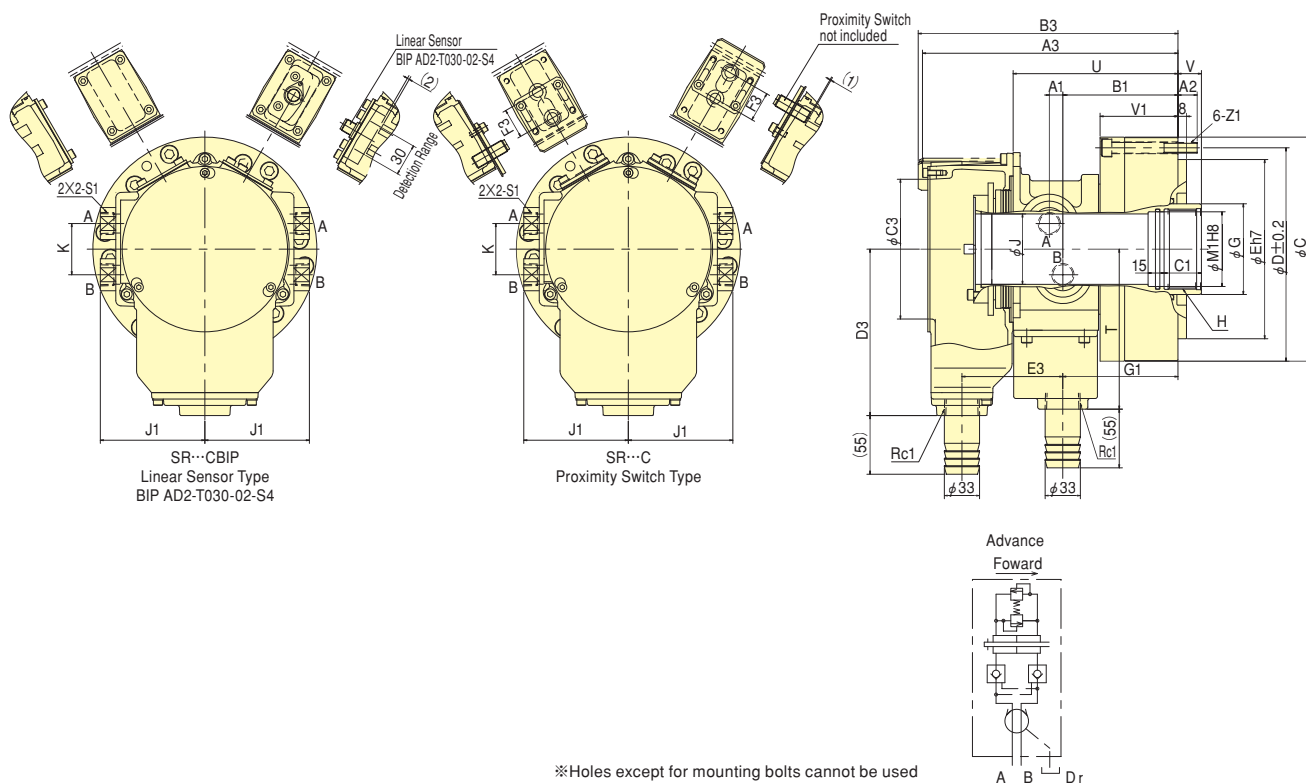 Linear Sensor
BIP AD2-T030-02-S4
(2)
30
Detection Range
2X2-S1
A
A
K
B
B
J1
J1
SR…CBIP
Linear Sensor Type
BIP AD2-T030-02-S4
Proximity Switch
not included
(1)
F3
F3
2X2-S1
A
A
K
B
B
J1
J1
SR…C
Proximity Switch Type
B3
A3
U
V
A1
B1
A2
V1
8
6-Z1
φC3
φJ
A
B
15
C1
φM1H8
φG
φEh7
φD±0.2
φC
H
D3
T
E3
G1
(55)
Rc1
Rc1
(55)
φ33
φ33
Advance
Foward
A
B
Dr
※Holes except for mounting bolts cannot be used